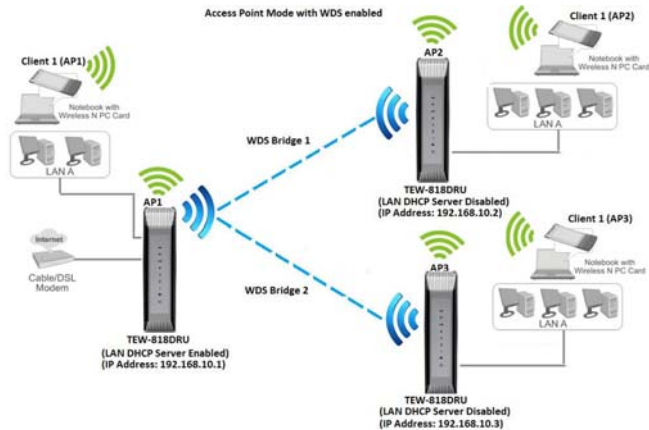 Access Point Mode with WDS enabled
Client 1 (AP1)
Notebook with
Wireless N PC Card
LAN A
Internet
Cable/DSL
Modem
AP1
TEW-818DRU
(LAN DHCP Server Enabled)
(IP Address: 192.168.10.1)
WDS Bridge 1
WDS Bridge 2
AP2
TEW-818DRU
(LAN DHCP Server Disabled)
(IP Address: 192.168.10.2)
Client 1 (AP2)
Notebook with
Wireless N PC Card
LAN A
AP3
TEW-818DRU
(LAN DHCP Server Disabled)
(IP Address: 192.168.10.3)
Client 1 (AP3)
Notebook with
Wireless N PC Card
LAN A